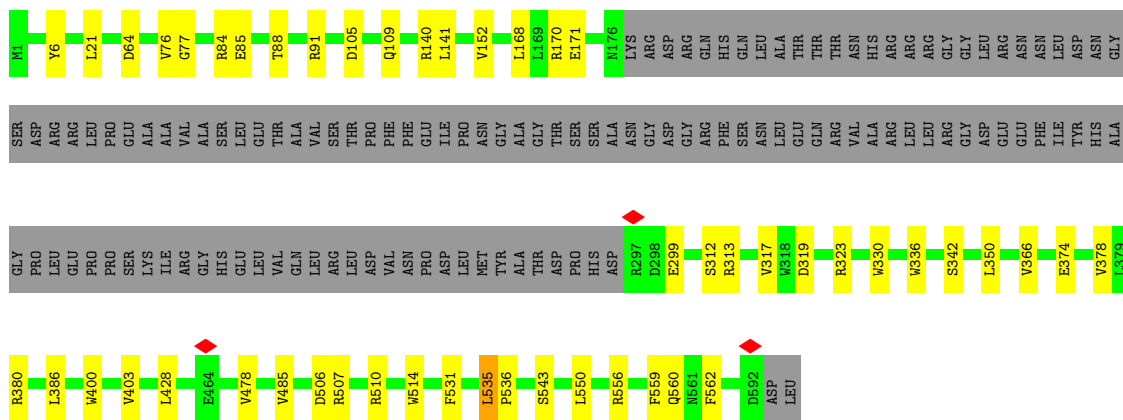 M1 Y6 L21 D64 V76 G77 R84 E85 T88 R91 D105 Q109 R140 L141 V152 L168 L169 R170 E171 N176 LYS ARG ASP ARG GLN HIS GLN LEU ALA THR THR THR ASN HIS ARG ARG ARG GLY GLY LEU ARG ASN ASN LEU ASP ASN GLY
SER ASP ARG ARG LEU PRO GLU ALA ALA VAL ALA SER LEU GLU THR ALA VAL SER THR PRO PHE PHE GLU ILE PRO ASN GLY ALA GLY THR SER SER ALA ASN GLY ASP GLY ARG PHE SER ASN LEU GLU GLN ARG VAL ALA ARG LEU LEU ARG GLY ASP GLU GLU PHE ILE TYR HIS ALA
GLY PRO LEU GLU PRO PRO SER LYS ILE ARG GLY HIS GLU LEU VAL GLN LEU ARG LEU ASP VAL ASN PRO ASP LEU MET TYR ALA THR ASP PRO HIS ASP R297 D298 E299 S312 R313 V317 W318 D319 R323 W330 W336 S342 L350 V366 E374 V378 L379
R380 L386 W400 V403 L428 E464 V478 V485 D506 R507 R510 W514 F531 L535 P536 S543 L550 R556 F559 Q560 N561 F562 D592 ASP LEU